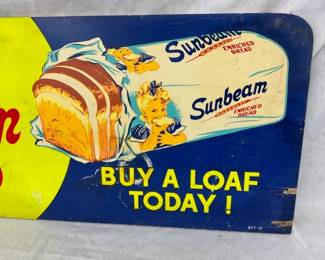 Sunbeam
ENRICHED
BREAD
Sunbeam
ENRICHED
BREAD
BUY A LOAF
TODAY !